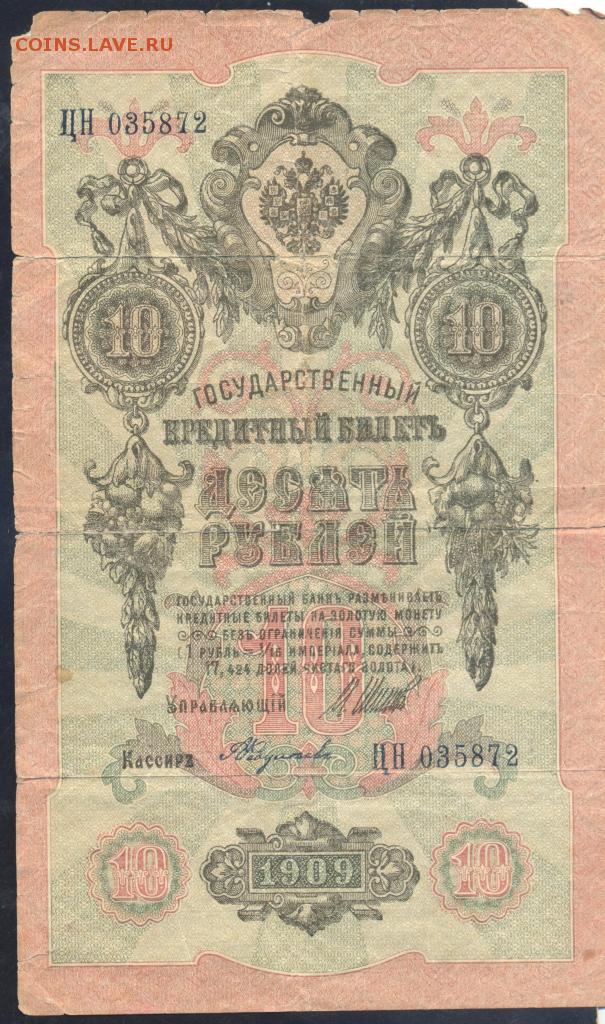 COINS.LAVE.RU
ЦН 035872
10 10
ГОСУДАРСТВЕННЫЙ
КРЕДИТНЫЙ БИЛЕТЪ
ДЕСЯТЬ
РУБЛЕЙ
ГОСУДАРСТВЕННЫЙ БАНКЪ РАЗМѢНИВАЕТЪ
КРЕДИТНЫЕ БИЛЕТЫ НА ЗОЛОТУЮ МОНЕТУ
БЕЗЪ ОГРАНИЧЕНІЯ СУММЫ
(1 РУБЛЬ = 1/15 ИМПЕРІАЛА, СОДЕРЖИТЪ
17,424 ДОЛЕЙ ЧИСТАГО ЗОЛОТА).
10
УПРАВЛЯЮЩІЙ
Кассиръ
ЦН 035872
10 1909 10